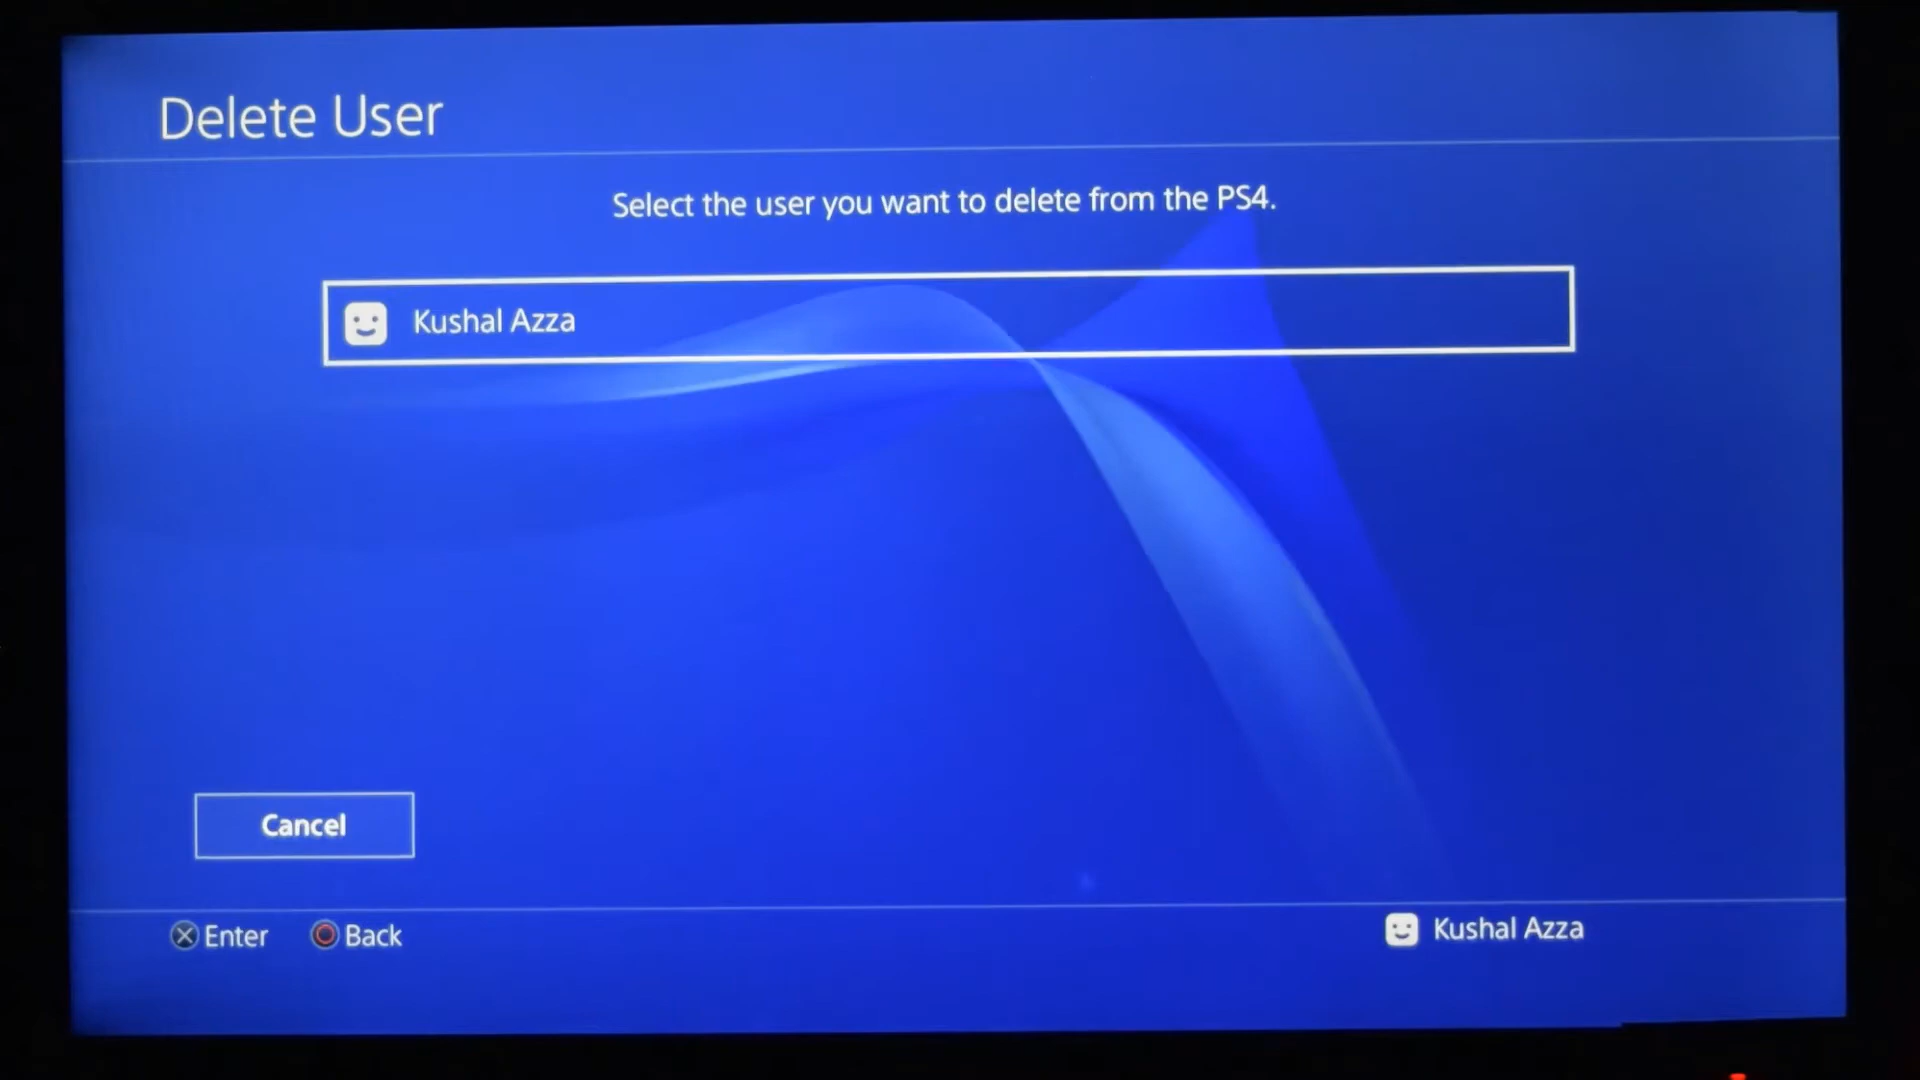 Delete User
Select the user you want to delete from the PS4.
Kushal Azza
Cancel
Enter Back
Kushal Azza